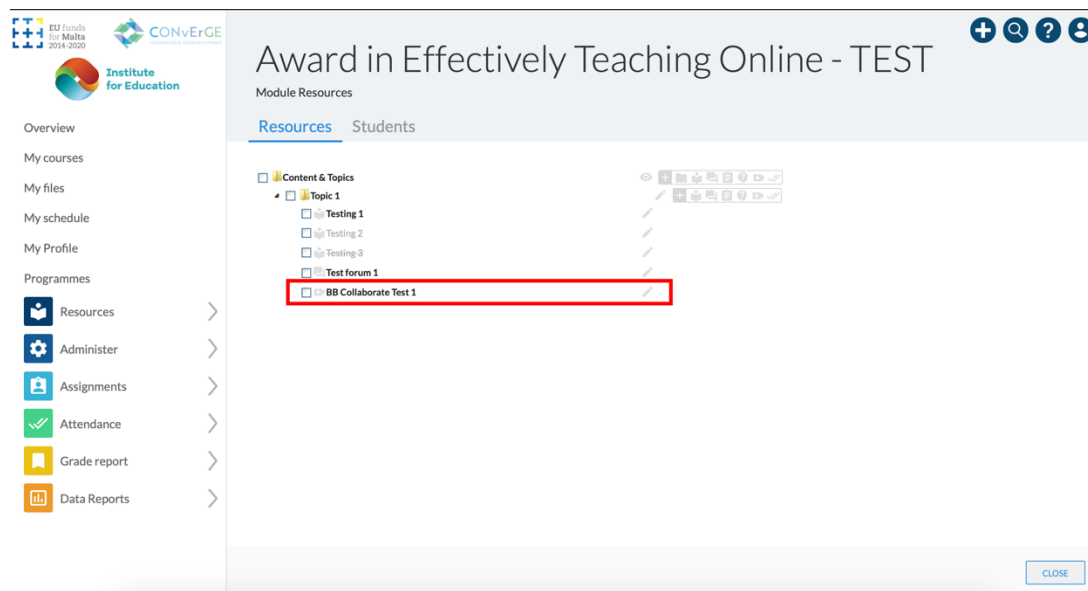 EU funds
for Malta
2014-2020
CONvErGE
connected eGovernment
Institute
for Education
Award in Effectively Teaching Online - TEST
Module Resources
Resources Students
Overview
My courses
My files
My schedule
My Profile
Programmes
Resources
Administer
Assignments
Attendance
Grade report
Data Reports
Content & Topics
Topic 1
Testing 1
Testing 2
Testing 3
Test forum 1
BB Collaborate Test 1
CLOSE